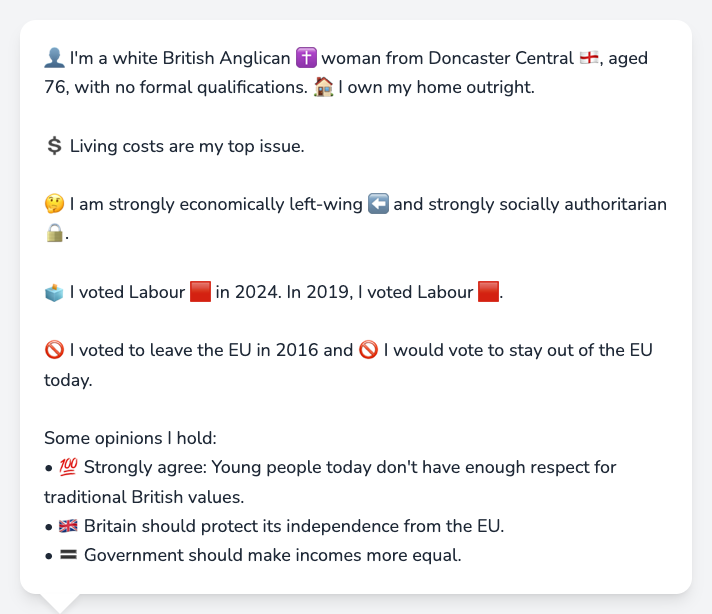 👤 I'm a white British Anglican ✝️ woman from Doncaster Central 🏴󠁧󠁢󠁥󠁮󠁧󠁿, aged
76, with no formal qualifications. 🏠 I own my home outright.
💲 Living costs are my top issue.
🤔 I am strongly economically left-wing ⬅️ and strongly socially authoritarian
🔒.
🗳️ I voted Labour 🟥 in 2024. In 2019, I voted Labour 🟥.
🚫 I voted to leave the EU in 2016 and 🚫 I would vote to stay out of the EU
today.
Some opinions I hold:
• 💯 Strongly agree: Young people today don't have enough respect for
traditional British values.
• 🇬🇧 Britain should protect its independence from the EU.
• 🟰 Government should make incomes more equal.